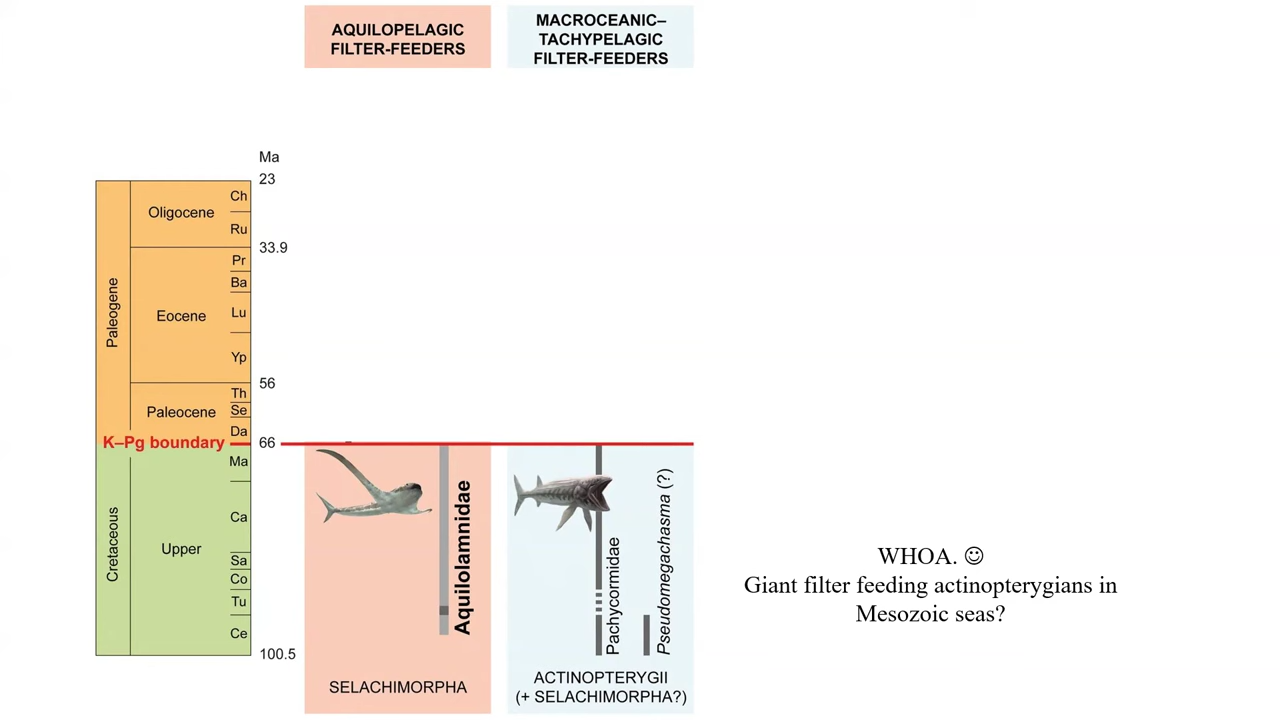 AQUILOPELAGIC
FILTER-FEEDERS
MACROCEANIC–
TACHYPELAGIC
FILTER-FEEDERS
Ma
23
Ch
Oligocene
Ru
33.9
Pr
Ba
Paleogene
Eocene
Lu
Yp
56
Th
Paleocene
Se
Da
K–Pg boundary
66
Ma
Ca
Cretaceous
Upper
Sa
Co
Tu
Ce
100.5
Aquilolamnidae
Pachycormidae
Pseudomegachasma (?)
SELACHIMORPHA
ACTINOPTERYGII
(+ SELACHIMORPHA?)
WHOA. ☺
Giant filter feeding actinopterygians in
Mesozoic seas?